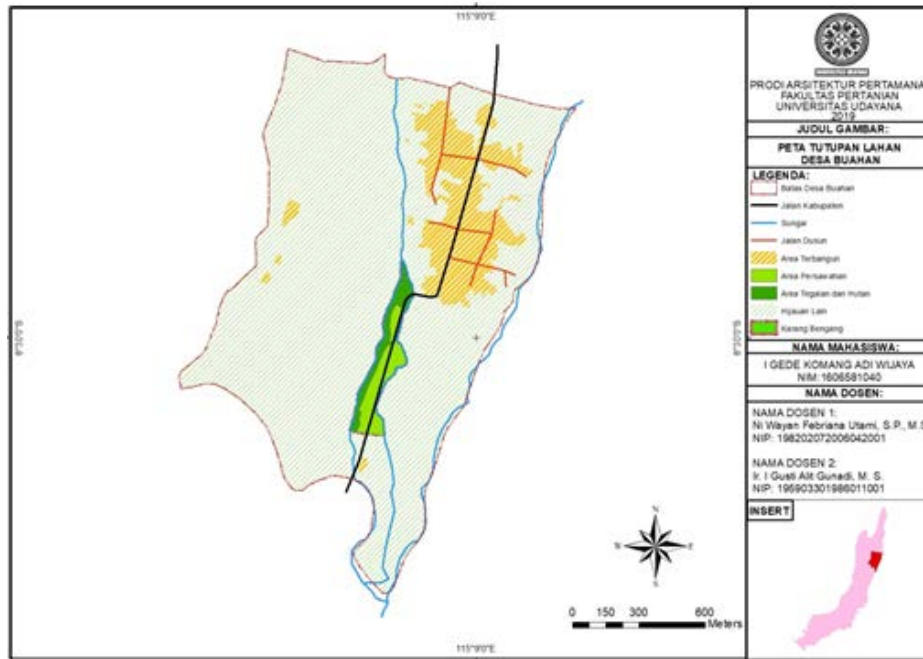 115°9'0"E
8°30'0"S
8°30'0"S
N
W
E
S
0 150 300 600
Meters
115°9'0"E
PRODI ARSITEKTUR PERTAMANA
FAKULTAS PERTANIAN
UNIVERSITAS UDAYANA
2019
JUDUL GAMBAR:
PETA TUTUPAN LAHAN
DESA BUAHAN
LEGENDA:
Batas Desa Buahan
Jalan Kabupaten
Sungai
Jalan Dusun
Area Terbangun
Area Persawahan
Area Tegalan dan Hutan
Hijauan Lain
Karang Bengang
NAMA MAHASISWA:
I GEDE KOMANG ADI WIJAYA
NIM:1606581040
NAMA DOSEN:
NAMA DOSEN 1:
Ni Wayan Febriana Utami, S.P., M.S
NIP: 198202072006042001
NAMA DOSEN 2:
Ir. I Gusti Alit Gunadi, M. S.
NIP: 195903301986011001
INSERT